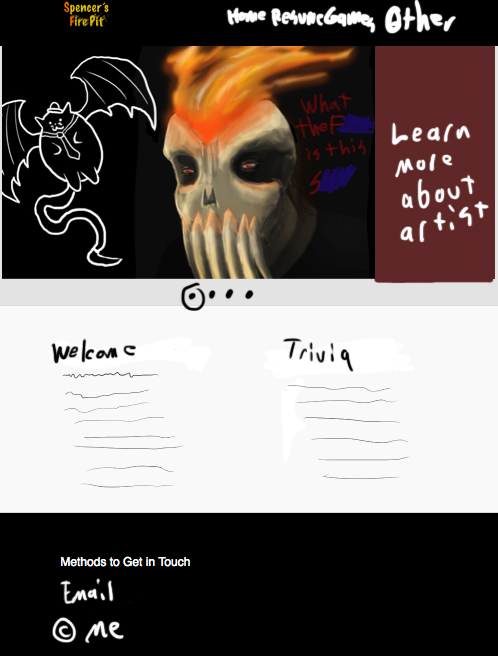 Spencer's
Fire Pit
Home Resume Games Other
What
the F
is this
s
Learn
more
about
artist
Welcome
Trivia
Methods to Get in Touch
Email
© me